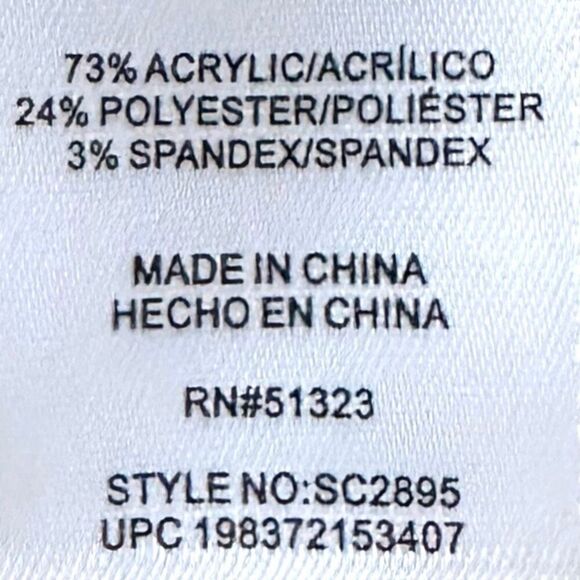 73% ACRYLIC/ACRÍLICO
24% POLYESTER/POLIÉSTER
3% SPANDEX/SPANDEX
MADE IN CHINA
HECHO EN CHINA
RN#51323
STYLE NO:SC2895
UPC 198372153407